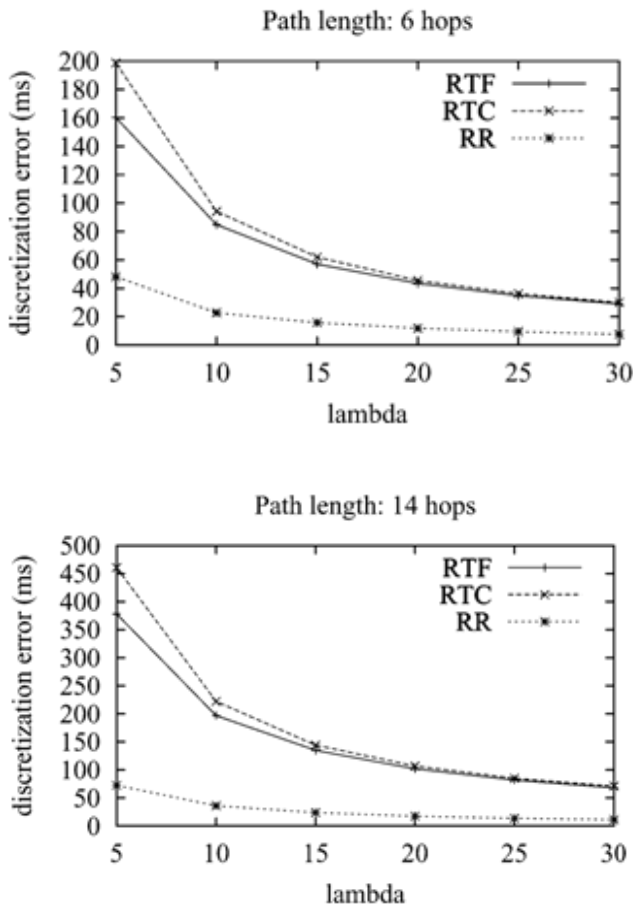 Path length: 6 hops
discretization error (ms)
200
180
160
140
120
100
80
60
40
20
0
RTF
RTC
RR
5 10 15 20 25 30
lambda
Path length: 14 hops
discretization error (ms)
500
450
400
350
300
250
200
150
100
50
0
RTF
RTC
RR
5 10 15 20 25 30
lambda